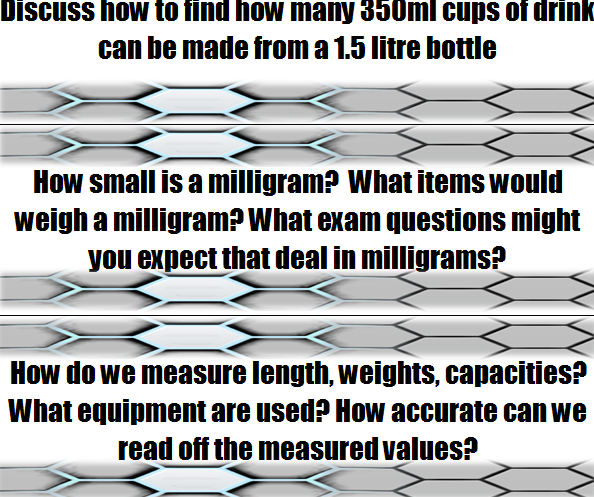 Discuss how to find how many 350ml cups of drink
can be made from a 1.5 litre bottle
How small is a milligram? What items would
weigh a milligram? What exam questions might
you expect that deal in milligrams?
How do we measure length, weights, capacities?
What equipment are used? How accurate can we
read off the measured values?